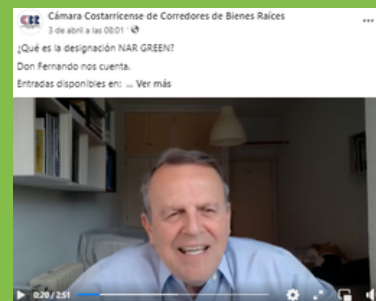 Cámara Costarricense de Corredores de Bienes Raíces
3 de abril a las 08:01 ·
¿Qué es la designación NAR GREEN?
Don Fernando nos cuenta.
Entradas disponibles en: ... Ver más
0:20 / 2:51